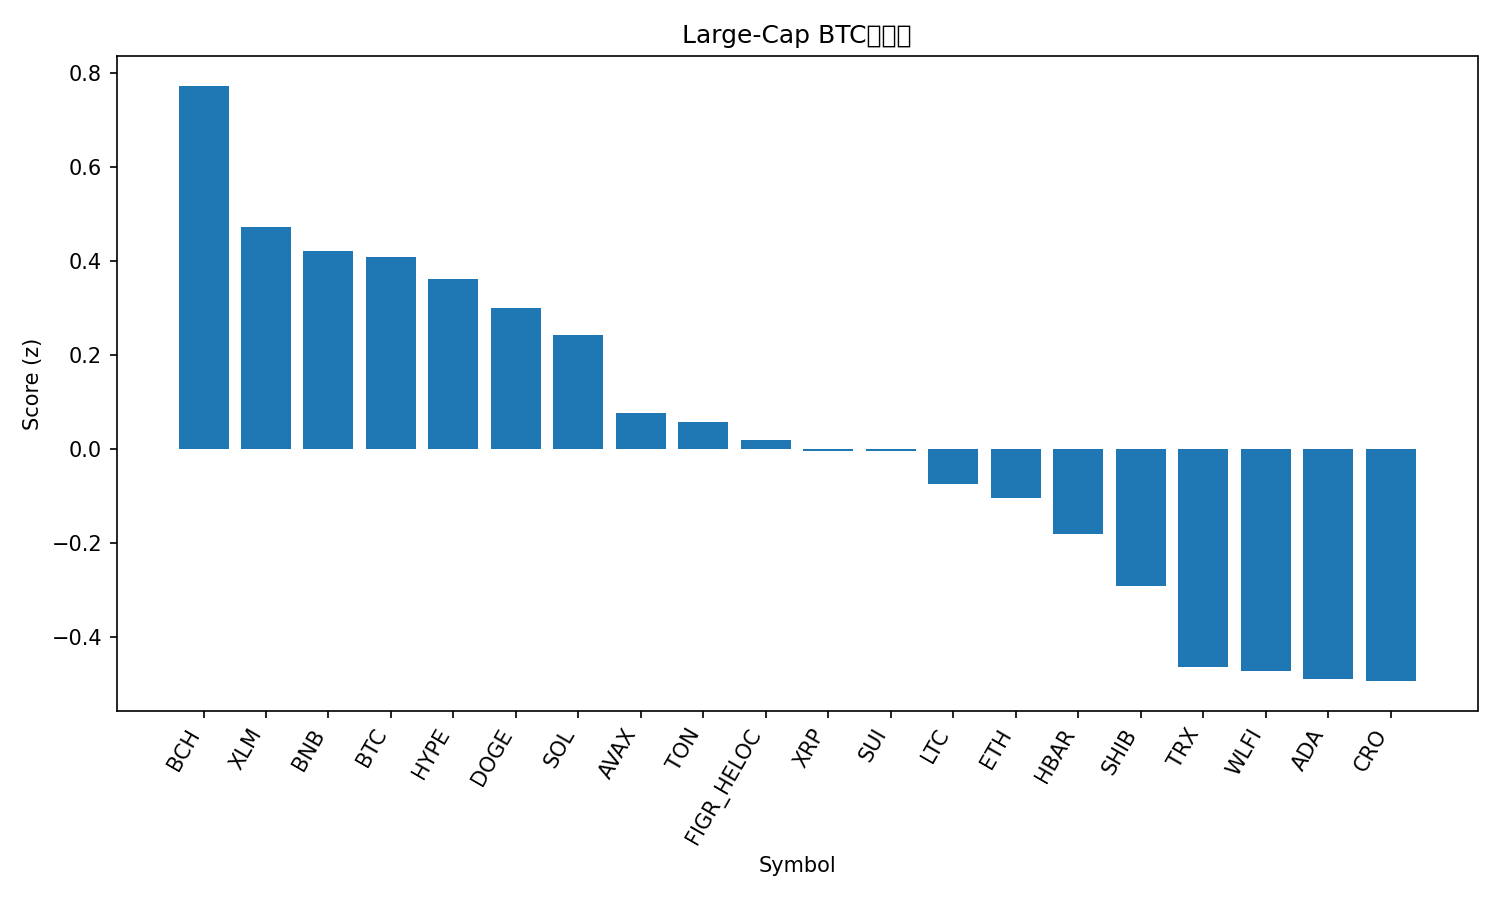 Large-Cap BTC
0.8
0.6
0.4
0.2
0.0
−0.2
−0.4
Score (z)
BCH
XLM
BNB
BTC
HYPE
DOGE
SOL
AVAX
TON
FIGR_HELOC
XRP
SUI
LTC
ETH
HBAR
SHIB
TRX
WLFI
ADA
CRO
Symbol